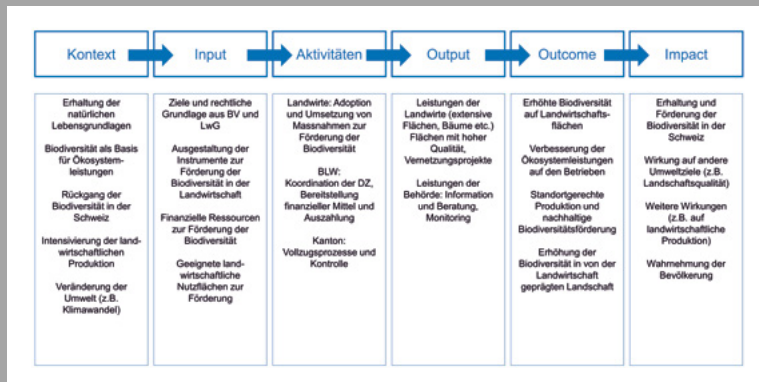 Kontext
Input
Aktivitäten
Output
Outcome
Impact
Erhaltung der
natürlichen
Lebensgrundlagen
Biodiversität als Basis
für Ökosystem-
leistungen
Rückgang der
Biodiversität in der
Schweiz
Intensivierung der land-
wirtschaftlichen
Produktion
Veränderung der
Umwelt (z.B.
Klimawandel)
Ziele und rechtliche
Grundlage aus BV und
LwG
Ausgestaltung der
Instrumente zur
Förderung der
Biodiversität in der
Landwirtschaft
Finanzielle Ressourcen
zur Förderung der
Biodiversität
Geeignete land-
wirtschaftliche
Nutzflächen zur
Förderung
Landwirte: Adoption
und Umsetzung von
Massnahmen zur
Förderung der
Biodiversität
BLW:
Koordination der DZ,
Bereitstellung
finanzieller Mittel und
Auszahlung
Kanton:
Vollzugsprozesse und
Kontrolle
Leistungen der
Landwirte (extensive
Flächen, Bäume etc.)
Flächen mit hoher
Qualität,
Vernetzungsprojekte
Leistungen der
Behörde: Information
und Beratung,
Monitoring
Erhöhte Biodiversität
auf Landwirtschafts-
flächen
Verbesserung der
Ökosystemleistungen
auf den Betrieben
Standortgerechte
Produktion und
nachhaltige
Biodiversitätsförderung
Erhöhung der
Biodiversität in von der
Landwirtschaft
geprägten Landschaft
Erhaltung und
Förderung der
Biodiversität in der
Schweiz
Wirkung auf andere
Umweltziele (z.B.
Landschaftsqualität)
Weitere Wirkungen
(z.B. auf
landwirtschaftliche
Produktion)
Wahrnehmung der
Bevölkerung